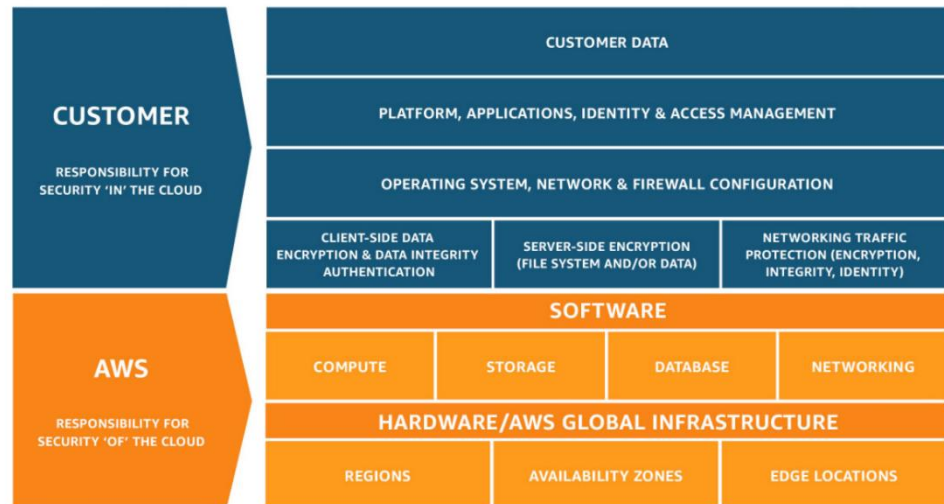 CUSTOMER
RESPONSIBILITY FOR
SECURITY ‘IN’ THE CLOUD
CUSTOMER DATA
PLATFORM, APPLICATIONS, IDENTITY & ACCESS MANAGEMENT
OPERATING SYSTEM, NETWORK & FIREWALL CONFIGURATION
CLIENT-SIDE DATA
ENCRYPTION & DATA INTEGRITY
AUTHENTICATION
SERVER-SIDE ENCRYPTION
(FILE SYSTEM AND/OR DATA)
NETWORKING TRAFFIC
PROTECTION (ENCRYPTION,
INTEGRITY, IDENTITY)
AWS
RESPONSIBILITY FOR
SECURITY ‘OF’ THE CLOUD
SOFTWARE
COMPUTE
STORAGE
DATABASE
NETWORKING
HARDWARE/AWS GLOBAL INFRASTRUCTURE
REGIONS
AVAILABILITY ZONES
EDGE LOCATIONS